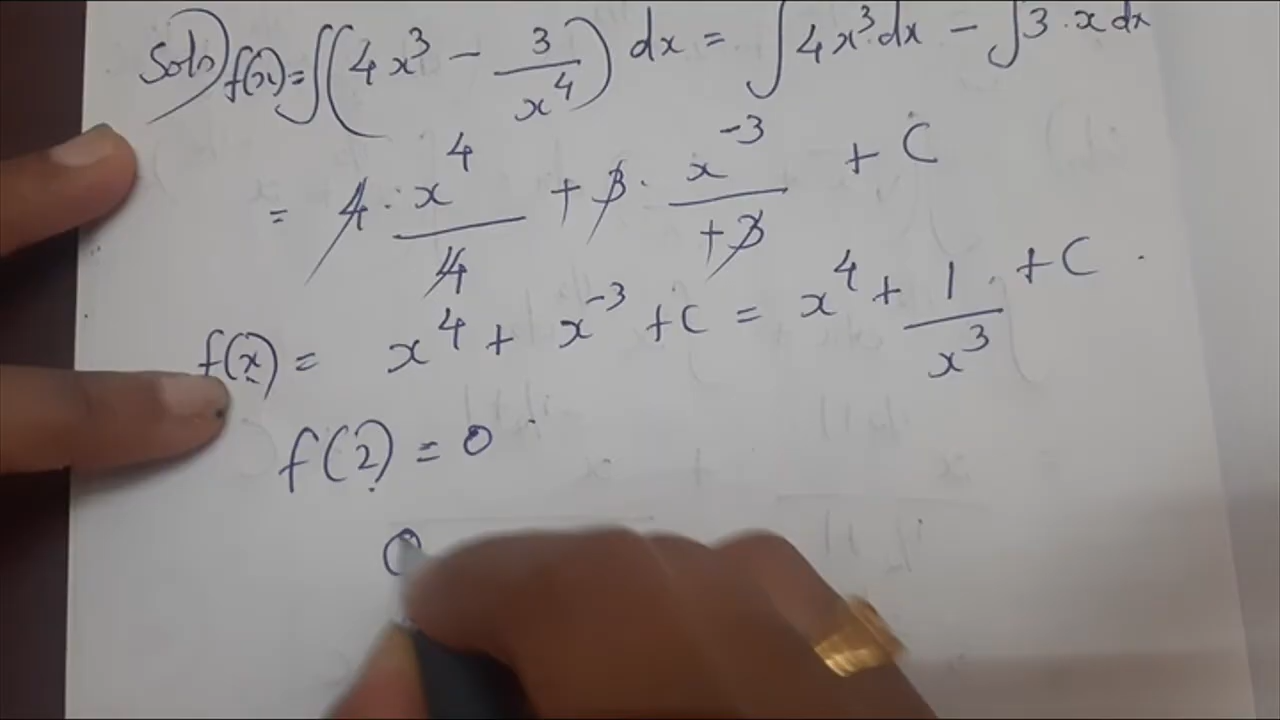 Soln) f(x) = ∫(4x³ − 3/x⁴) dx = ∫4x³ dx − ∫3·x dx
= 4·x⁴/4 + 3·x⁻³/+3 + C
f(x) = x⁴ + x⁻³ + C = x⁴ + 1/x³ + C.
f(2) = 0
0